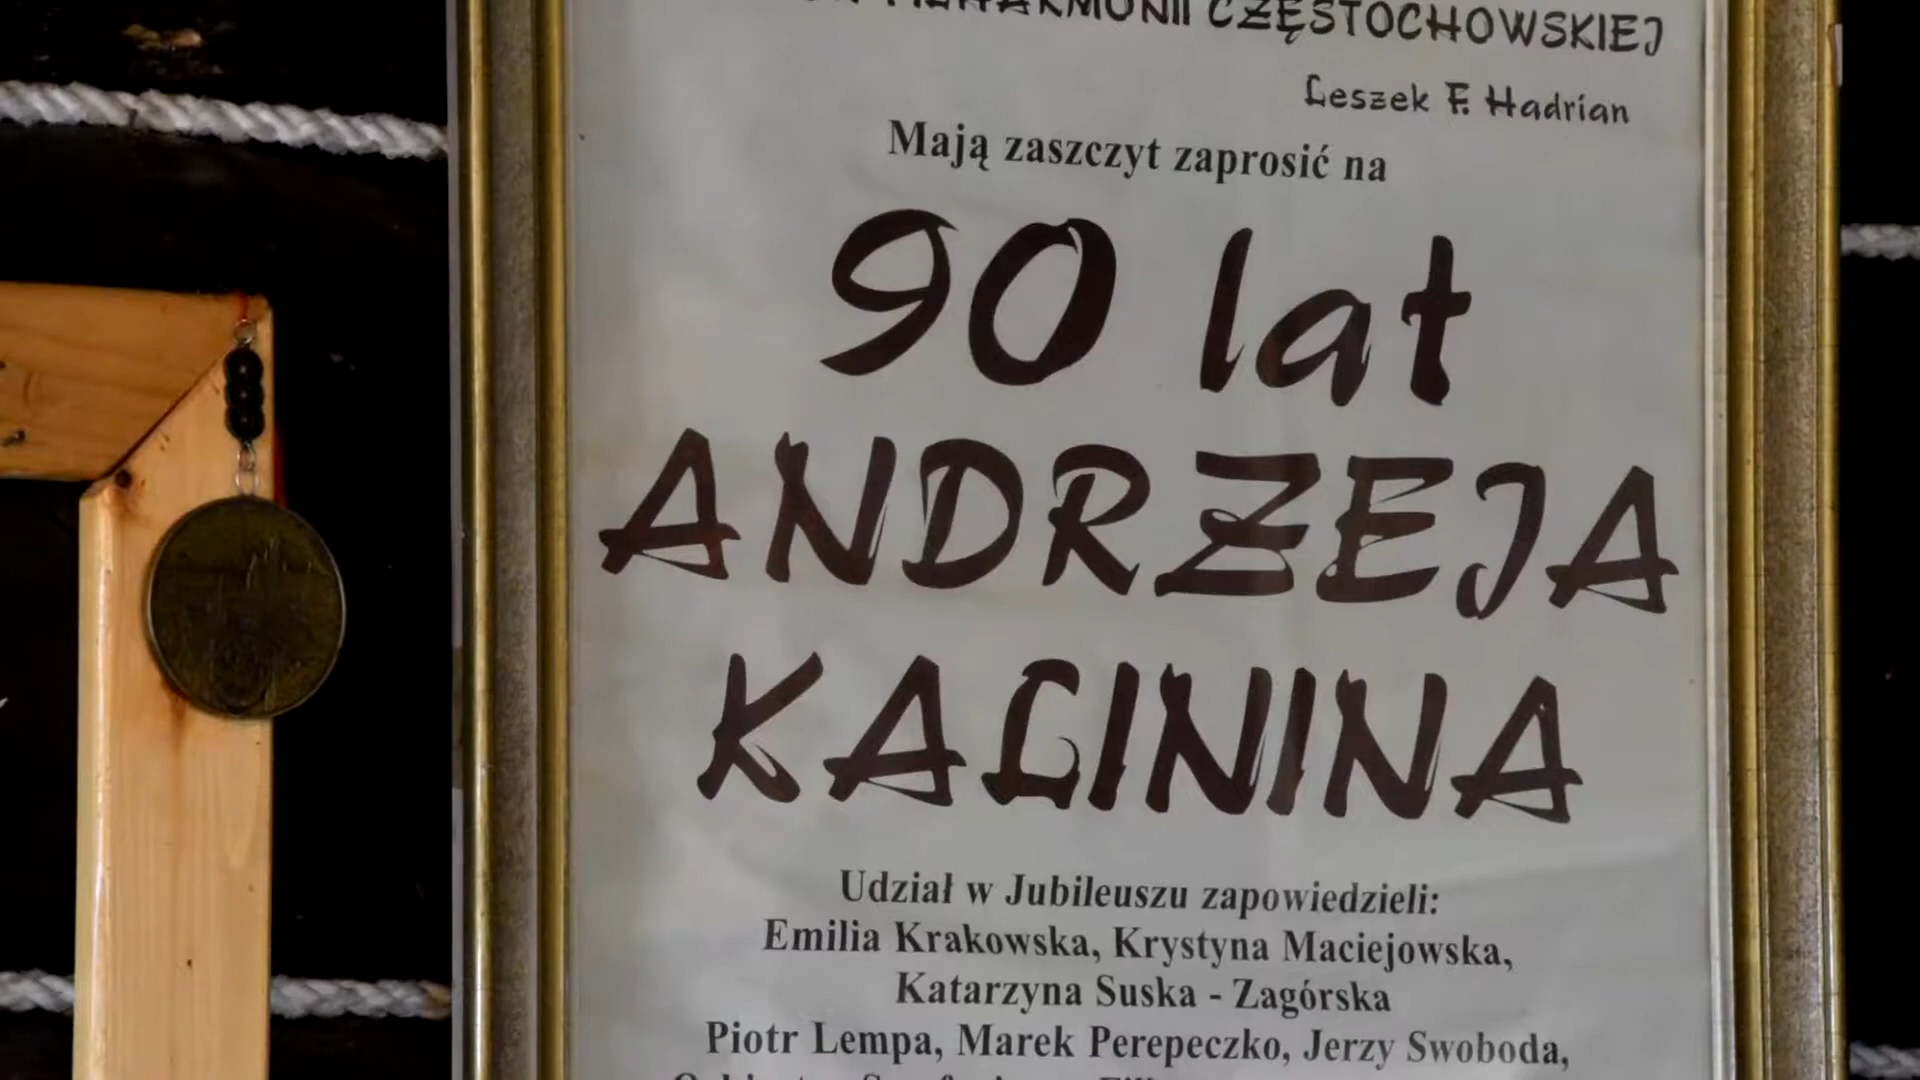 FILHARMONII CZĘSTOCHOWSKIEJ
Leszek F. Hadrian
Mają zaszczyt zaprosić na
90 lat
ANDRZEJA
KALININA
Udział w Jubileuszu zapowiedzieli:
Emilia Krakowska, Krystyna Maciejowska,
Katarzyna Suska - Zagórska
Piotr Lempa, Marek Perepeczko, Jerzy Swoboda,